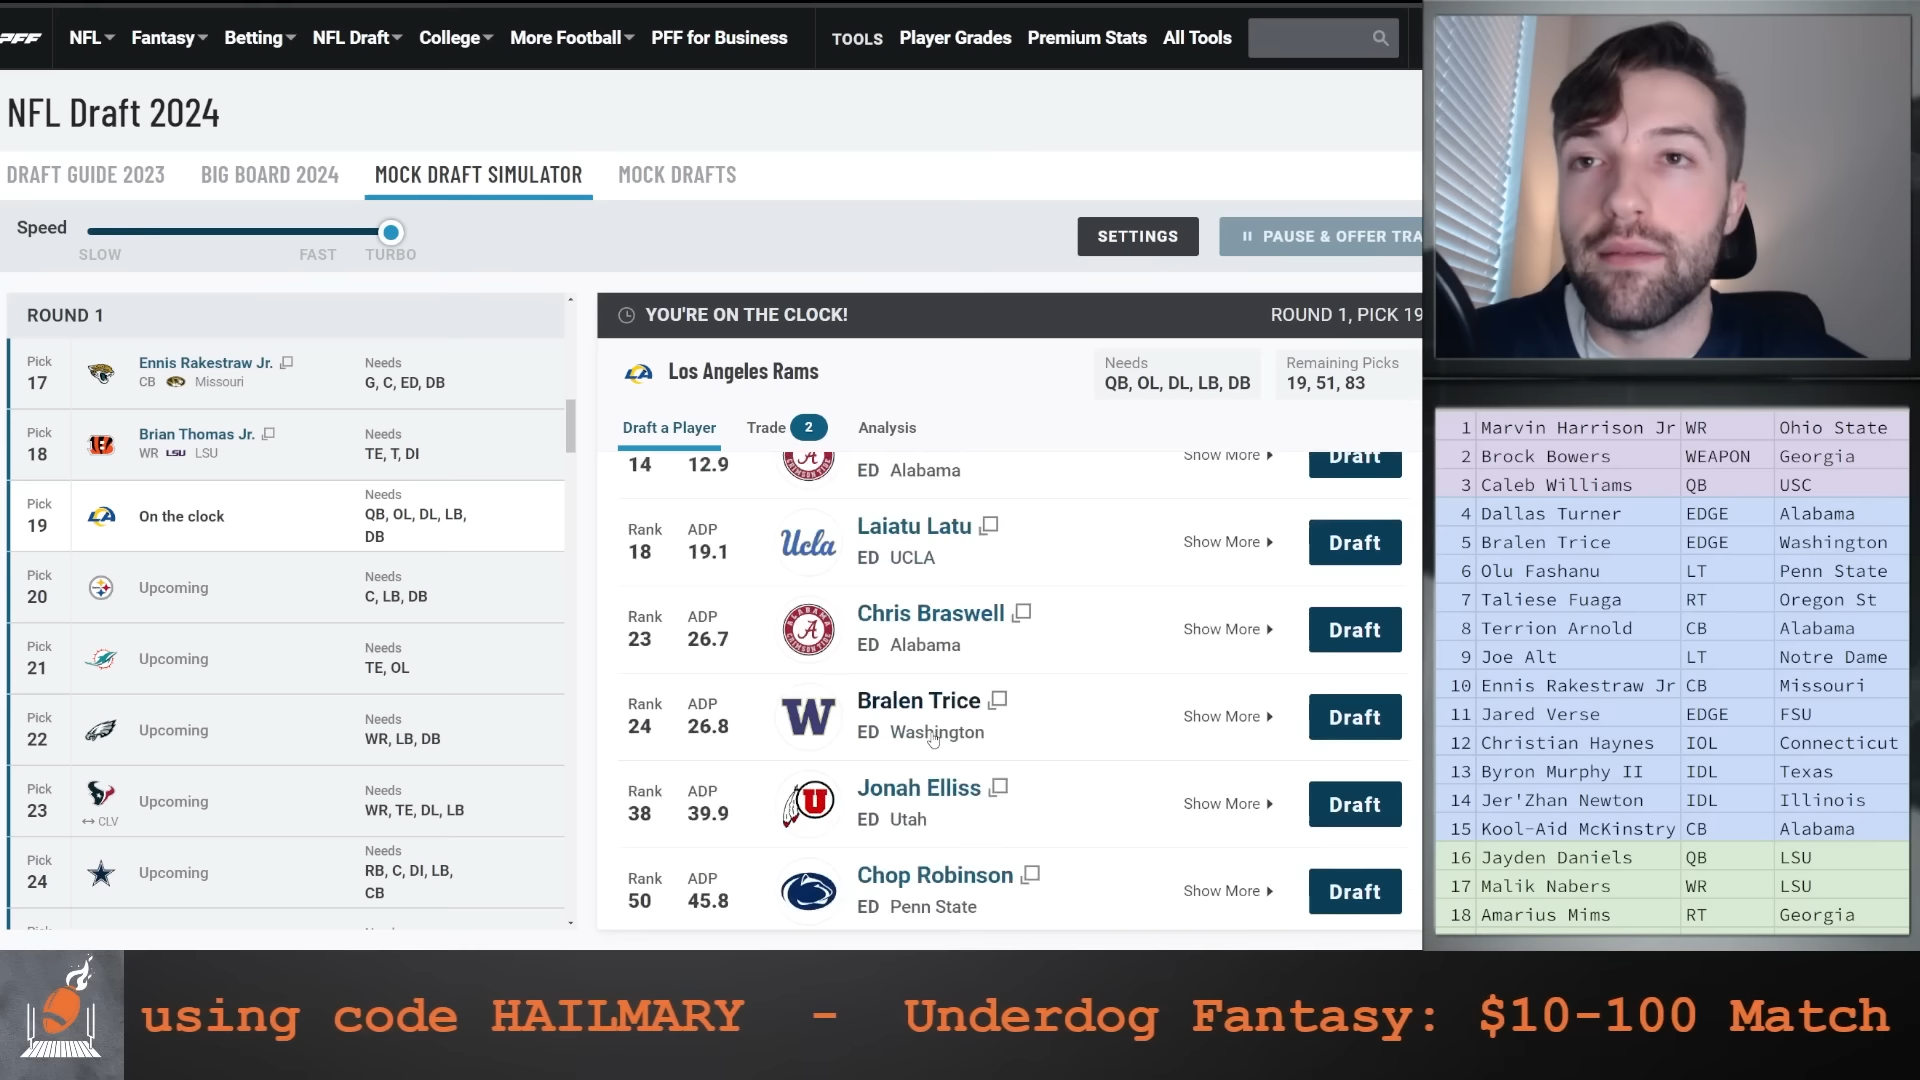 PFF NFL Fantasy Betting NFL Draft College More Football PFF for Business TOOLS Player Grades Premium Stats All Tools
NFL Draft 2024
DRAFT GUIDE 2023 BIG BOARD 2024 MOCK DRAFT SIMULATOR MOCK DRAFTS
Speed
SLOW FAST TURBO
SETTINGS
PAUSE & OFFER TRA
ROUND 1
Pick 17
Ennis Rakestraw Jr.
CB Missouri
Needs
G, C, ED, DB
Pick 18
Brian Thomas Jr.
WR LSU LSU
Needs
TE, T, DI
Pick 19
On the clock
Needs
QB, OL, DL, LB,
DB
Pick 20
Upcoming
Needs
C, LB, DB
Pick 21
Upcoming
Needs
TE, OL
Pick 22
Upcoming
Needs
WR, LB, DB
Pick 23
↔ CLV
Upcoming
Needs
WR, TE, DL, LB
Pick 24
Upcoming
Needs
RB, C, DI, LB,
CB
YOU'RE ON THE CLOCK!
ROUND 1, PICK 19
Los Angeles Rams
Needs
QB, OL, DL, LB, DB
Remaining Picks
19, 51, 83
Draft a Player Trade 2 Analysis
14 12.9
A
ED Alabama
Show More
Draft
Rank 18
ADP 19.1
Ucla
Laiatu Latu
ED UCLA
Show More
Draft
Rank 23
ADP 26.7
A
Chris Braswell
ED Alabama
Show More
Draft
Rank 24
ADP 26.8
W
Bralen Trice
ED Washington
Show More
Draft
Rank 38
ADP 39.9
U
Jonah Elliss
ED Utah
Show More
Draft
Rank 50
ADP 45.8
Chop Robinson
ED Penn State
Show More
Draft
1 Marvin Harrison Jr WR Ohio State
2 Brock Bowers WEAPON Georgia
3 Caleb Williams QB USC
4 Dallas Turner EDGE Alabama
5 Bralen Trice EDGE Washington
6 Olu Fashanu LT Penn State
7 Taliese Fuaga RT Oregon St
8 Terrion Arnold CB Alabama
9 Joe Alt LT Notre Dame
10 Ennis Rakestraw Jr CB Missouri
11 Jared Verse EDGE FSU
12 Christian Haynes IOL Connecticut
13 Byron Murphy II IDL Texas
14 Jer'Zhan Newton IDL Illinois
15 Kool-Aid McKinstry CB Alabama
16 Jayden Daniels QB LSU
17 Malik Nabers WR LSU
18 Amarius Mims RT Georgia
using code HAILMARY - Underdog Fantasy: $10-100 Match